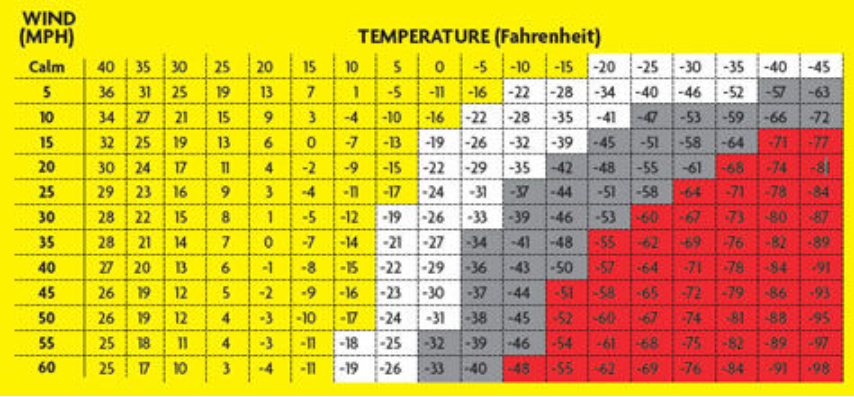 WIND
(MPH)
TEMPERATURE (Fahrenheit)
Calm 40 35 30 25 20 15 10 5 0 -5 -10 -15 -20 -25 -30 -35 -40 -45
5 36 31 25 19 13 7 1 -5 -11 -16 -22 -28 -34 -40 -46 -52 -57 -63
10 34 27 21 15 9 3 -4 -10 -16 -22 -28 -35 -41 -47 -53 -59 -66 -72
15 32 25 19 13 6 0 -7 -13 -19 -26 -32 -39 -45 -51 -58 -64 -71 -77
20 30 24 17 11 4 -2 -9 -15 -22 -29 -35 -42 -48 -55 -61 -68 -74 -81
25 29 23 16 9 3 -4 -11 -17 -24 -31 -37 -44 -51 -58 -64 -71 -78 -84
30 28 22 15 8 1 -5 -12 -19 -26 -33 -39 -46 -53 -60 -67 -73 -80 -87
35 28 21 14 7 0 -7 -14 -21 -27 -34 -41 -48 -55 -62 -69 -76 -82 -89
40 27 20 13 6 -1 -8 -15 -22 -29 -36 -43 -50 -57 -64 -71 -78 -84 -91
45 26 19 12 5 -2 -9 -16 -23 -30 -37 -44 -51 -58 -65 -72 -79 -86 -93
50 26 19 12 4 -3 -10 -17 -24 -31 -38 -45 -52 -60 -67 -74 -81 -88 -95
55 25 18 11 4 -3 -11 -18 -25 -32 -39 -46 -54 -61 -68 -75 -82 -89 -97
60 25 17 10 3 -4 -11 -19 -26 -33 -40 -48 -55 -62 -69 -76 -84 -91 -98